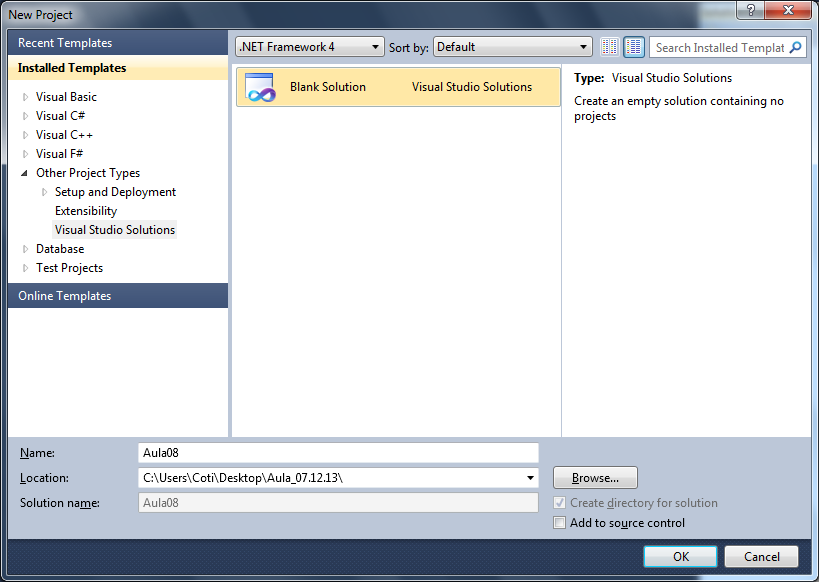 New Project
?
Recent Templates
Installed Templates
Visual Basic
Visual C#
Visual C++
Visual F#
Other Project Types
Setup and Deployment
Extensibility
Visual Studio Solutions
Database
Test Projects
Online Templates
.NET Framework 4
Sort by:
Default
Search Installed Templat
Blank Solution
Visual Studio Solutions
Type: Visual Studio Solutions
Create an empty solution containing no
projects
Name:
Aula08
Location:
C:\Users\Coti\Desktop\Aula_07.12.13\
Browse...
Solution name:
Aula08
Create directory for solution
Add to source control
OK
Cancel